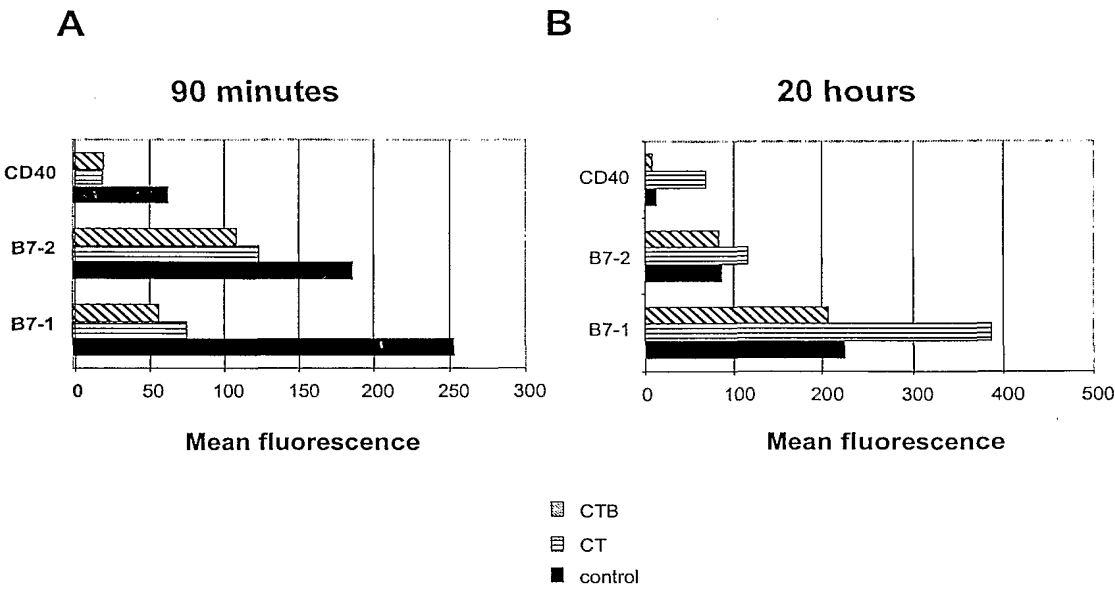 A
B
90 minutes
20 hours
CD40
B7-2
B7-1
0 50 100 150 200 250 300
Mean fluorescence
CD40
B7-2
B7-1
0 100 200 300 400 500
Mean fluorescence
CTB
CT
control